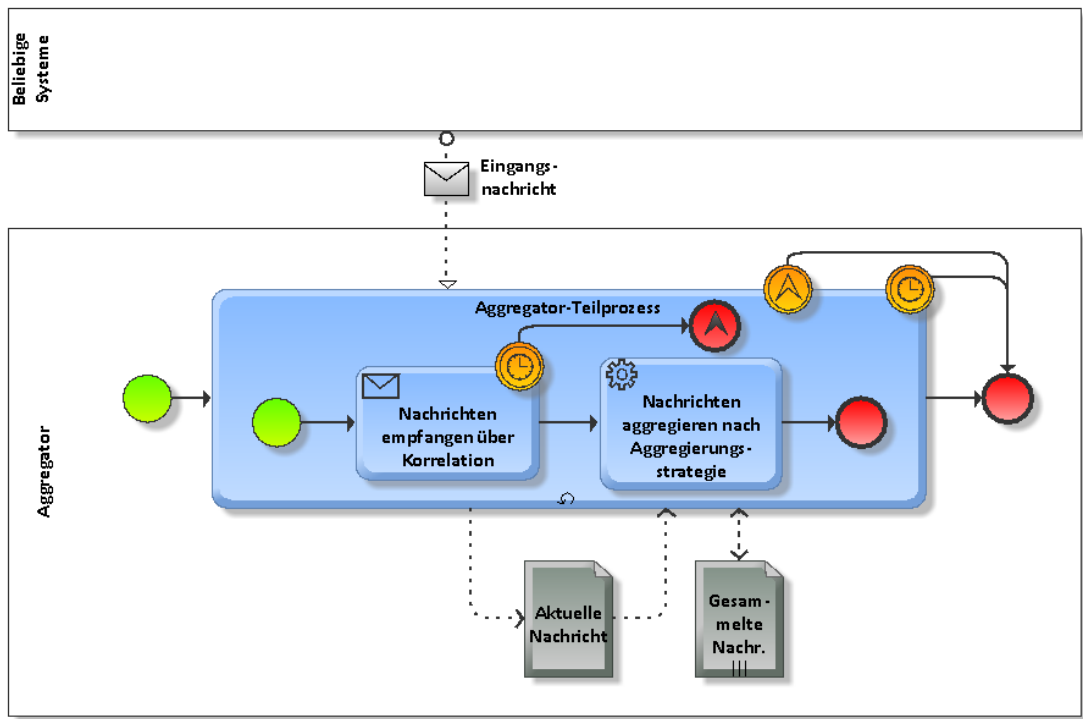 Beliebige
Systeme
Eingangs-
nachricht
Aggregator
Aggregator-Teilprozess
Nachrichten
empfangen über
Korrelation
Nachrichten
aggregieren nach
Aggregierungs-
strategie
Aktuelle
Nachricht
Gesam-
melte
Nachr.